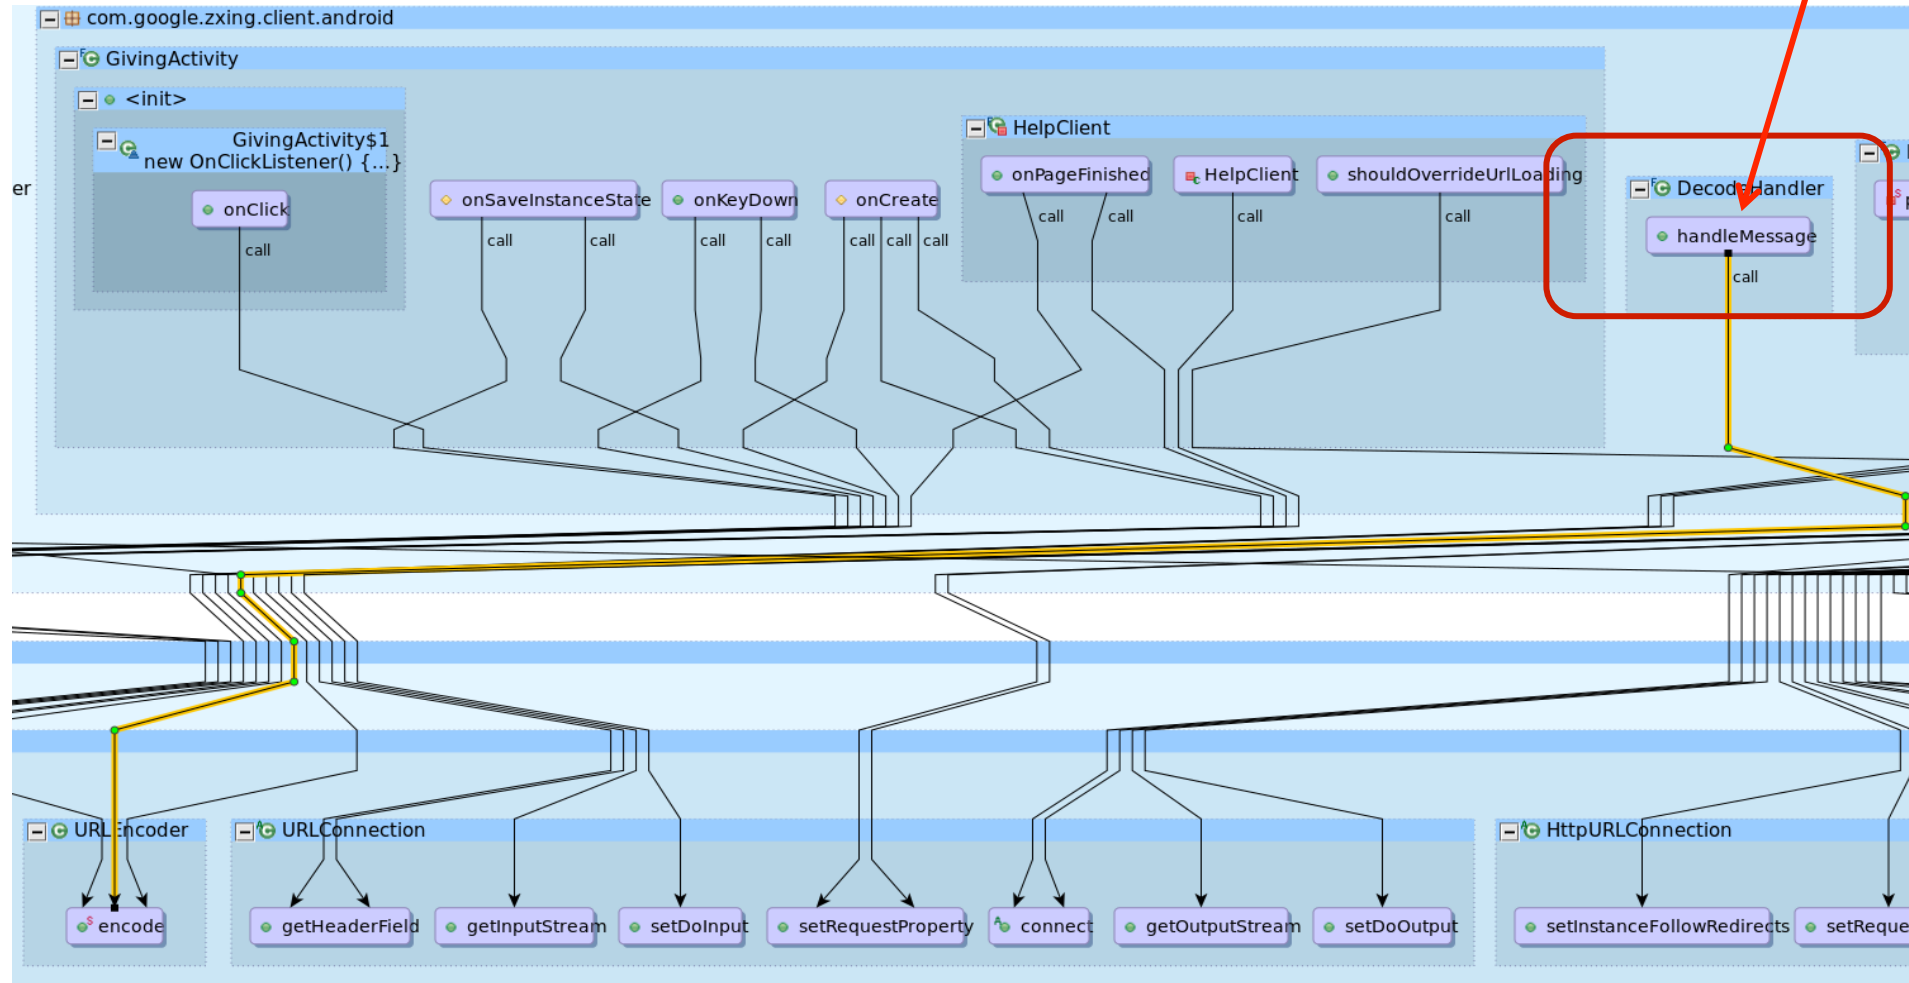 com.google.zxing.client.android
GivingActivity
<init>
GivingActivity$1
new OnClickListener() {...}
onClick
call
er
onSaveInstanceState
call
call
onKeyDown
call
call
onCreate
call
call
call
HelpClient
onPageFinished
call
call
HelpClient
call
shouldOverrideUrlLoading
call
DecodeHandler
handleMessage
call
URLEncoder
encode
URLConnection
getHeaderField
getInputStream
setDoInput
setRequestProperty
connect
getOutputStream
setDoOutput
HttpURLConnection
setInstanceFollowRedirects
setReque